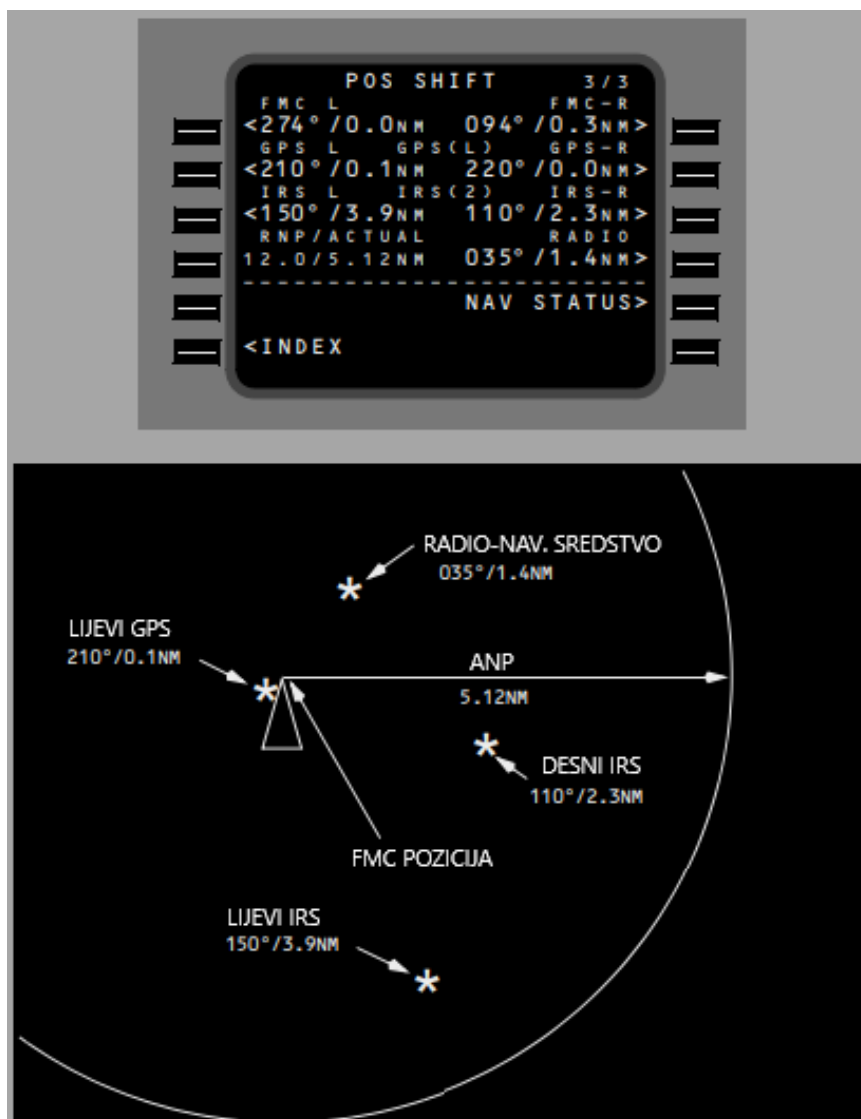 POS SHIFT 3/3
FMC L FMC-R
<274°/0.0NM 094°/0.3NM>
GPS L GPS(L) GPS-R
<210°/0.1NM 220°/0.0NM>
IRS L IRS(2) IRS-R
<150°/3.9NM 110°/2.3NM>
RNP/ACTUAL RADIO
12.0/5.12NM 035°/1.4NM>
------------------------
NAV STATUS>
<INDEX
RADIO-NAV. SREDSTVO
035°/1.4NM
LIJEVI GPS
210°/0.1NM
ANP
5.12NM
DESNI IRS
110°/2.3NM
FMC POZICIJA
LIJEVI IRS
150°/3.9NM